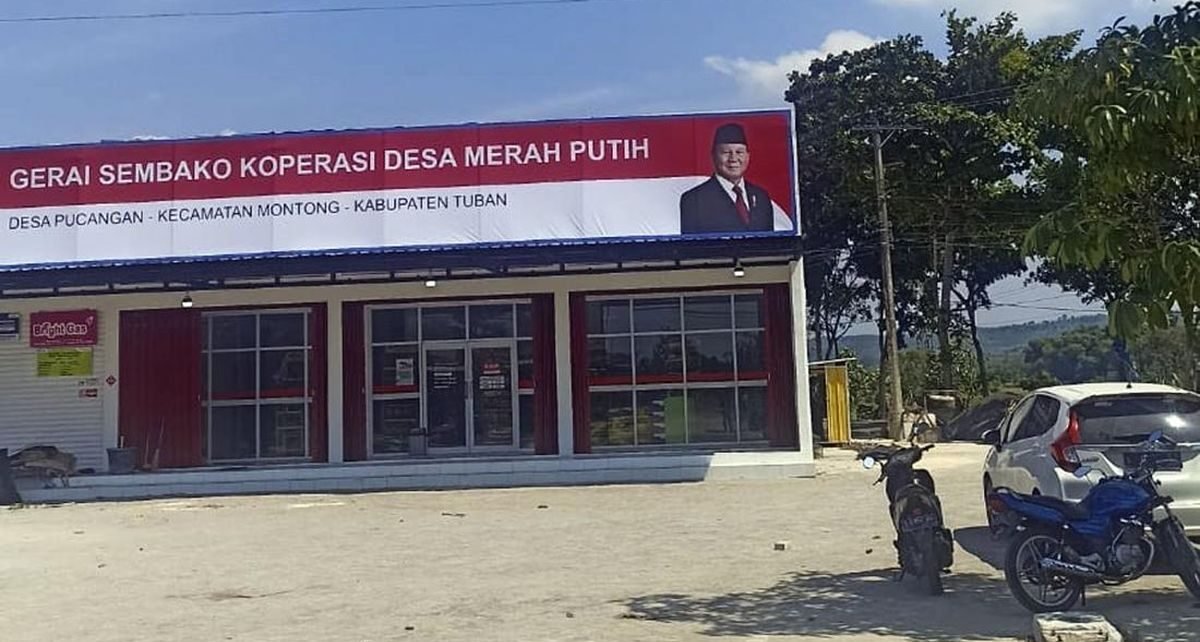 GERAI SEMBAKO KOPERASI DESA MERAH PUTIH
DESA PUCANGAN - KECAMATAN MONTONG - KABUPATEN TUBAN
Bright Gas